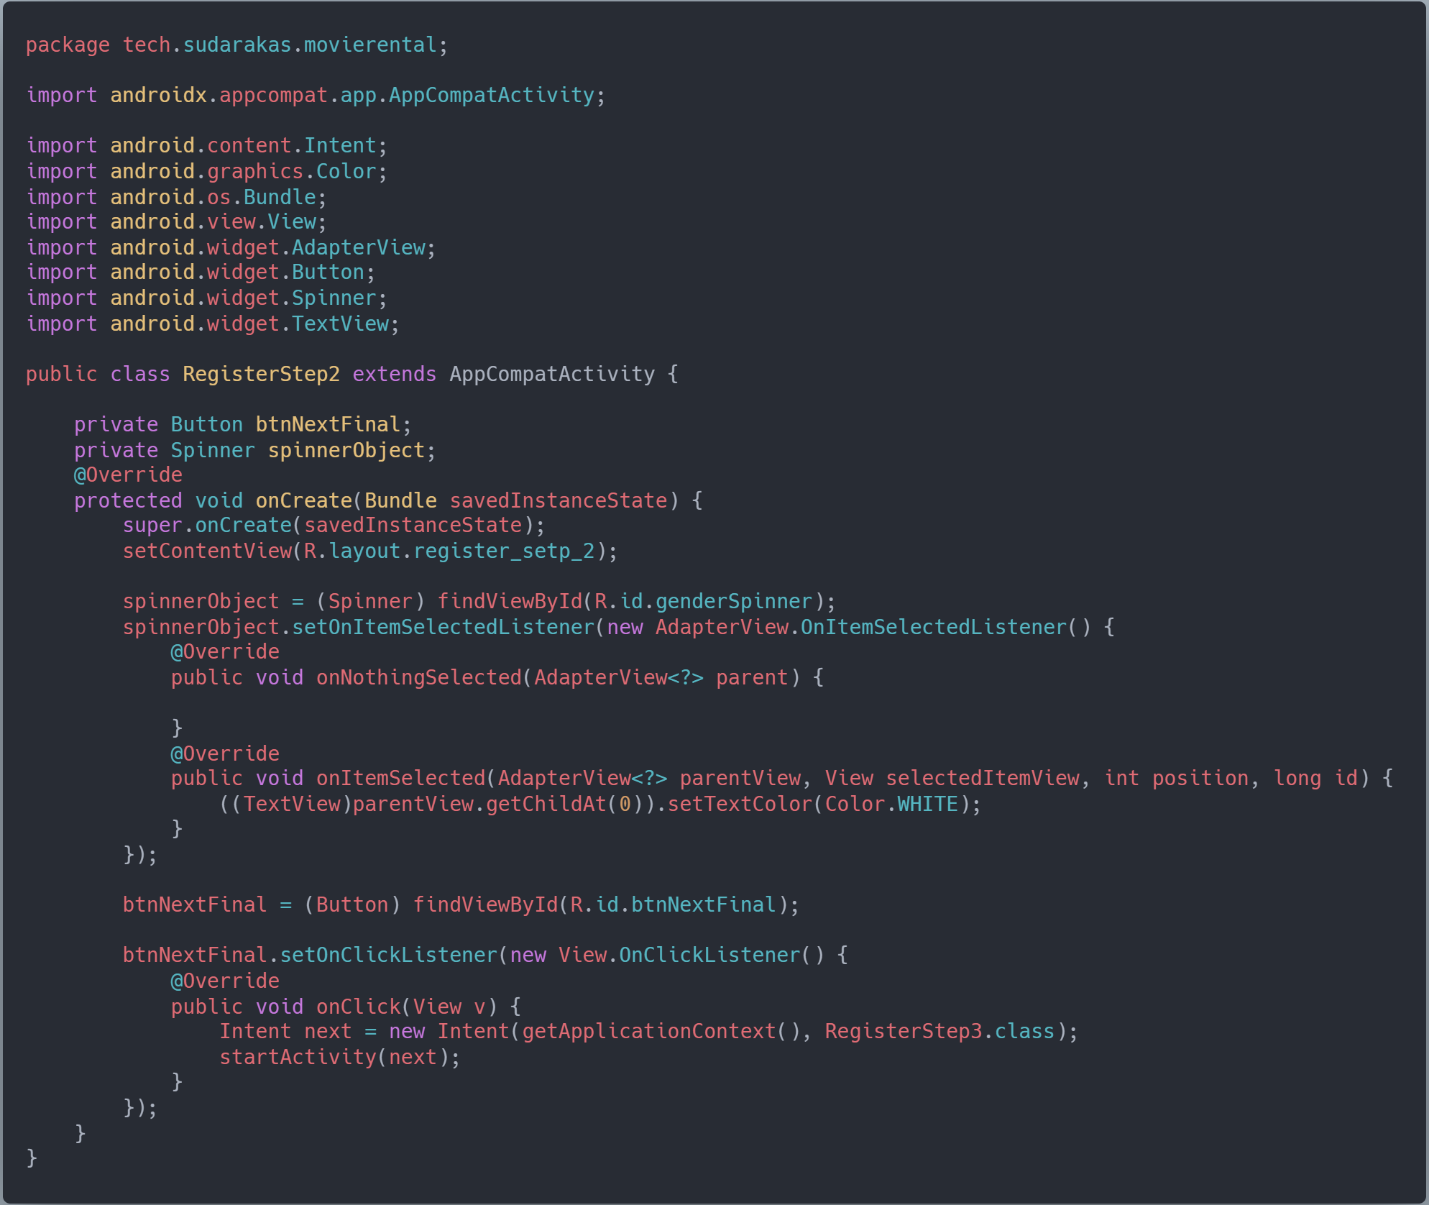 package tech.sudarakas.movierental;
import androidx.appcompat.app.AppCompatActivity;
import android.content.Intent;
import android.graphics.Color;
import android.os.Bundle;
import android.view.View;
import android.widget.AdapterView;
import android.widget.Button;
import android.widget.Spinner;
import android.widget.TextView;
public class RegisterStep2 extends AppCompatActivity {
    private Button btnNextFinal;
    private Spinner spinnerObject;
    @Override
    protected void onCreate(Bundle savedInstanceState) {
        super.onCreate(savedInstanceState);
        setContentView(R.layout.register_setp_2);
        spinnerObject = (Spinner) findViewById(R.id.genderSpinner);
        spinnerObject.setOnItemSelectedListener(new AdapterView.OnItemSelectedListener() {
            @Override
            public void onNothingSelected(AdapterView<?> parent) {
            }
            @Override
            public void onItemSelected(AdapterView<?> parentView, View selectedItemView, int position, long id) {
                ((TextView)parentView.getChildAt(0)).setTextColor(Color.WHITE);
            }
        });
        btnNextFinal = (Button) findViewById(R.id.btnNextFinal);
        btnNextFinal.setOnClickListener(new View.OnClickListener() {
            @Override
            public void onClick(View v) {
                Intent next = new Intent(getApplicationContext(), RegisterStep3.class);
                startActivity(next);
            }
        });
    }
}